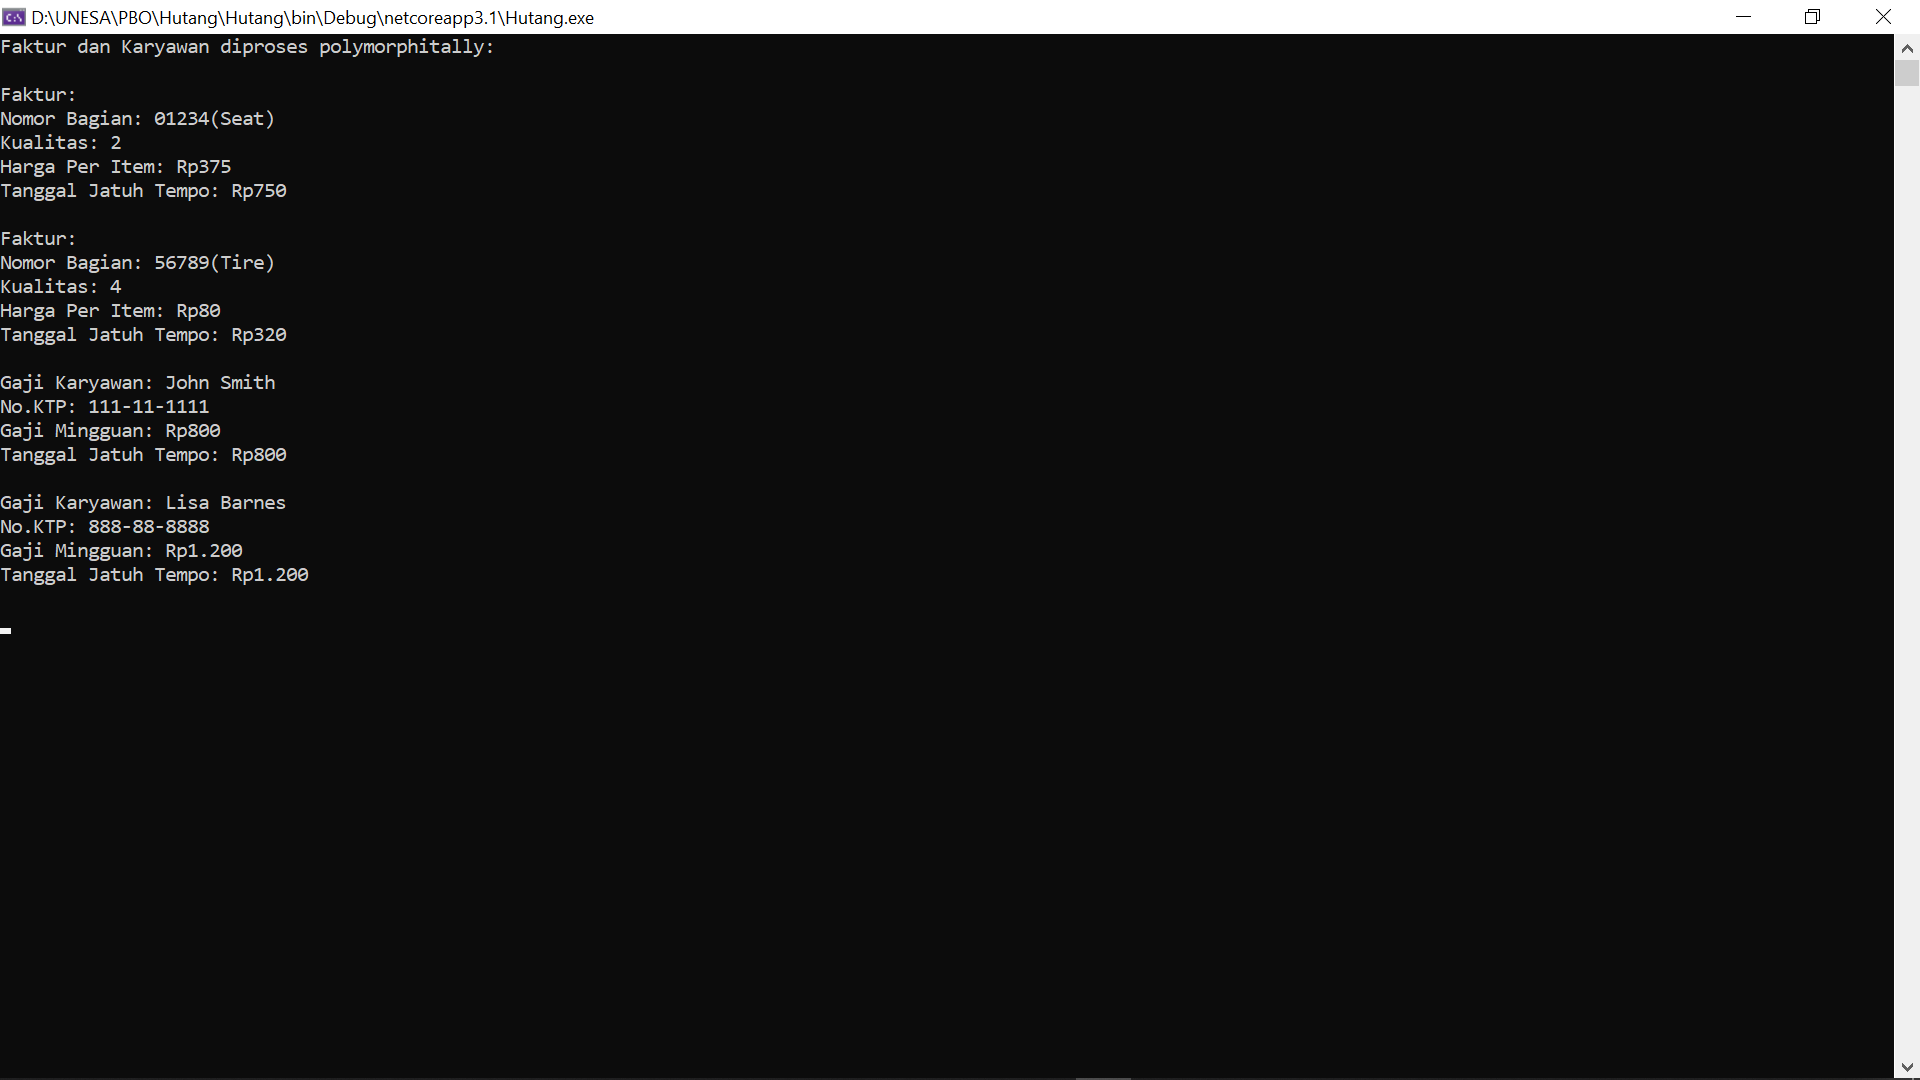 D:\UNESA\PBO\Hutang\Hutang\bin\Debug\netcoreapp3.1\Hutang.exe
Faktur dan Karyawan diproses polymorphitally:
Faktur:
Nomor Bagian: 01234(Seat)
Kualitas: 2
Harga Per Item: Rp375
Tanggal Jatuh Tempo: Rp750
Faktur:
Nomor Bagian: 56789(Tire)
Kualitas: 4
Harga Per Item: Rp80
Tanggal Jatuh Tempo: Rp320
Gaji Karyawan: John Smith
No.KTP: 111-11-1111
Gaji Mingguan: Rp800
Tanggal Jatuh Tempo: Rp800
Gaji Karyawan: Lisa Barnes
No.KTP: 888-88-8888
Gaji Mingguan: Rp1.200
Tanggal Jatuh Tempo: Rp1.200